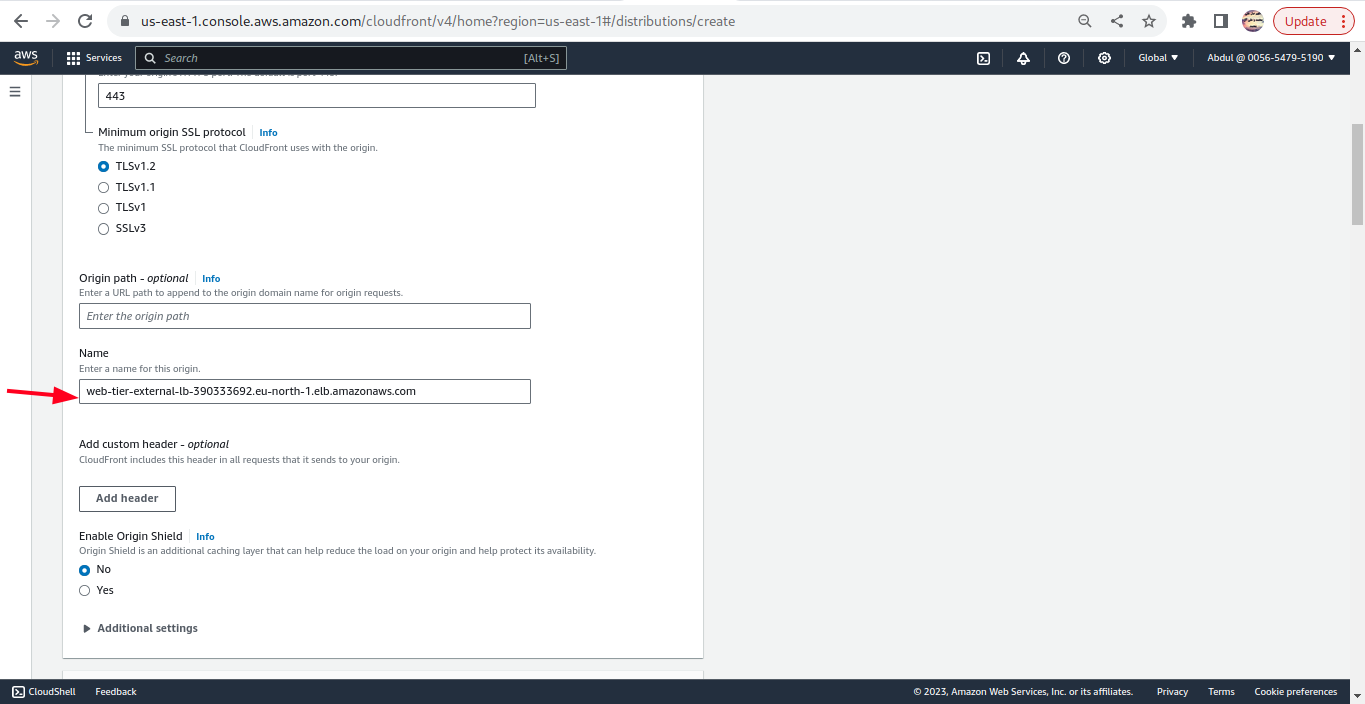 us-east-1.console.aws.amazon.com/cloudfront/v4/home?region=us-east-1#/distributions/create
Update
aws
Services
Search
[Alt+S]
Global
Abdul @ 0056-5479-5190
443
Minimum origin SSL protocol
Info
The minimum SSL protocol that CloudFront uses with the origin.
TLSv1.2
TLSv1.1
TLSv1
SSLv3
Origin path - optional
Info
Enter a URL path to append to the origin domain name for origin requests.
Enter the origin path
Name
Enter a name for this origin.
web-tier-external-lb-390333692.eu-north-1.elb.amazonaws.com
Add custom header - optional
CloudFront includes this header in all requests that it sends to your origin.
Add header
Enable Origin Shield
Info
Origin Shield is an additional caching layer that can help reduce the load on your origin and help protect its availability.
No
Yes
Additional settings
CloudShell
Feedback
© 2023, Amazon Web Services, Inc. or its affiliates.
Privacy
Terms
Cookie preferences